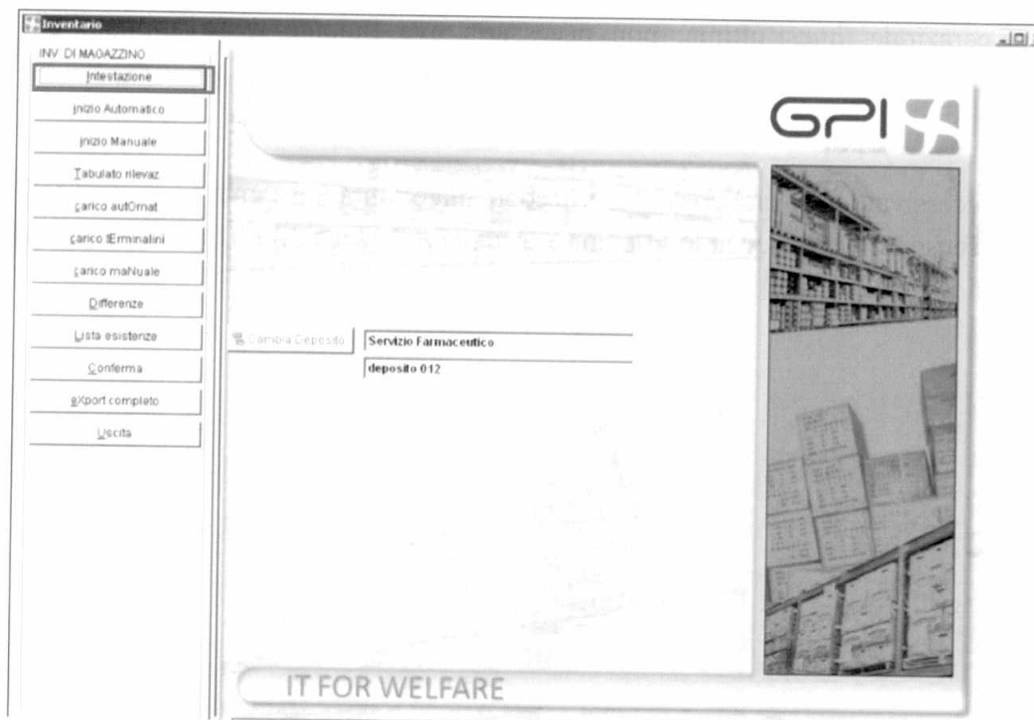 Inventario
INV. DI MAGAZZINO
Intestazione
inizio Automatico
inizio Manuale
Tabulato rilevaz
carico autOmat
carico tErminalini
carico maNuale
Differenze
Lista esistenze
Conferma
eXport completo
Uscita
GPI
Cambia Deposito
Servizio Farmaceutico
deposito 012
IT FOR WELFARE